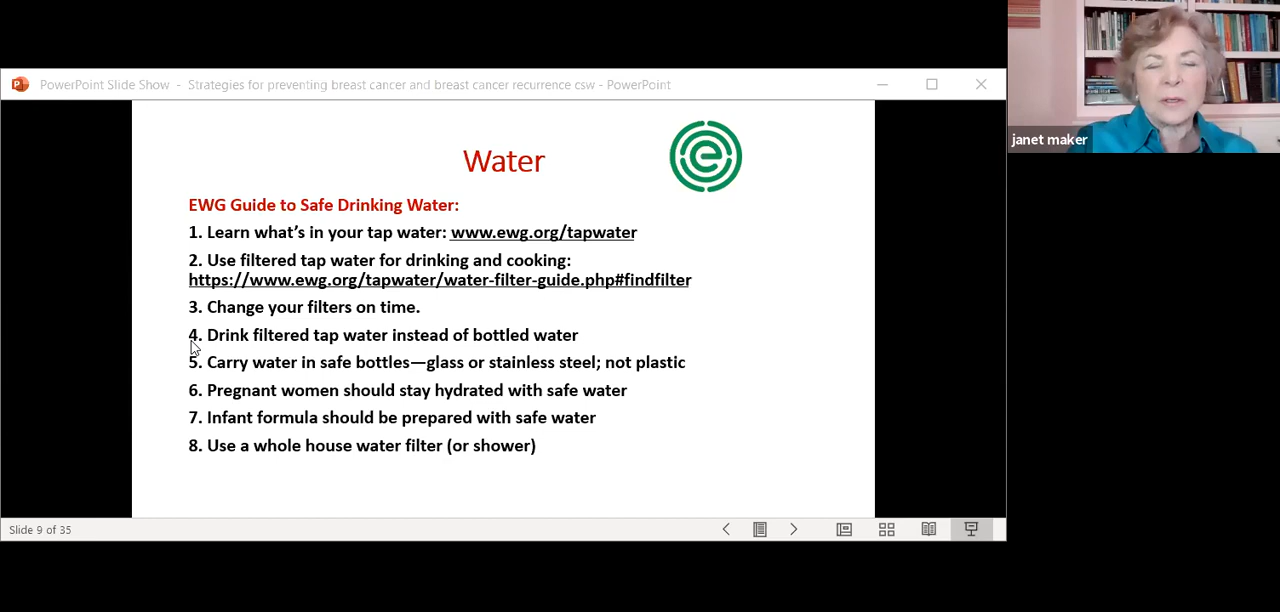 PowerPoint Slide Show - Strategies for preventing breast cancer and breast cancer recurrence csw - PowerPoint
janet maker
Water
EWG Guide to Safe Drinking Water:
1. Learn what's in your tap water: www.ewg.org/tapwater
2. Use filtered tap water for drinking and cooking:
https://www.ewg.org/tapwater/water-filter-guide.php#findfilter
3. Change your filters on time.
4. Drink filtered tap water instead of bottled water
5. Carry water in safe bottles—glass or stainless steel; not plastic
6. Pregnant women should stay hydrated with safe water
7. Infant formula should be prepared with safe water
8. Use a whole house water filter (or shower)
Slide 9 of 35